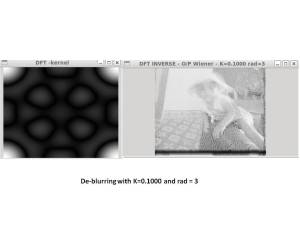 DFT -kernel
DFT INVERSE - O/P Wiener - K=0.1000 rad=3
De-blurring with K=0.1000 and rad = 3